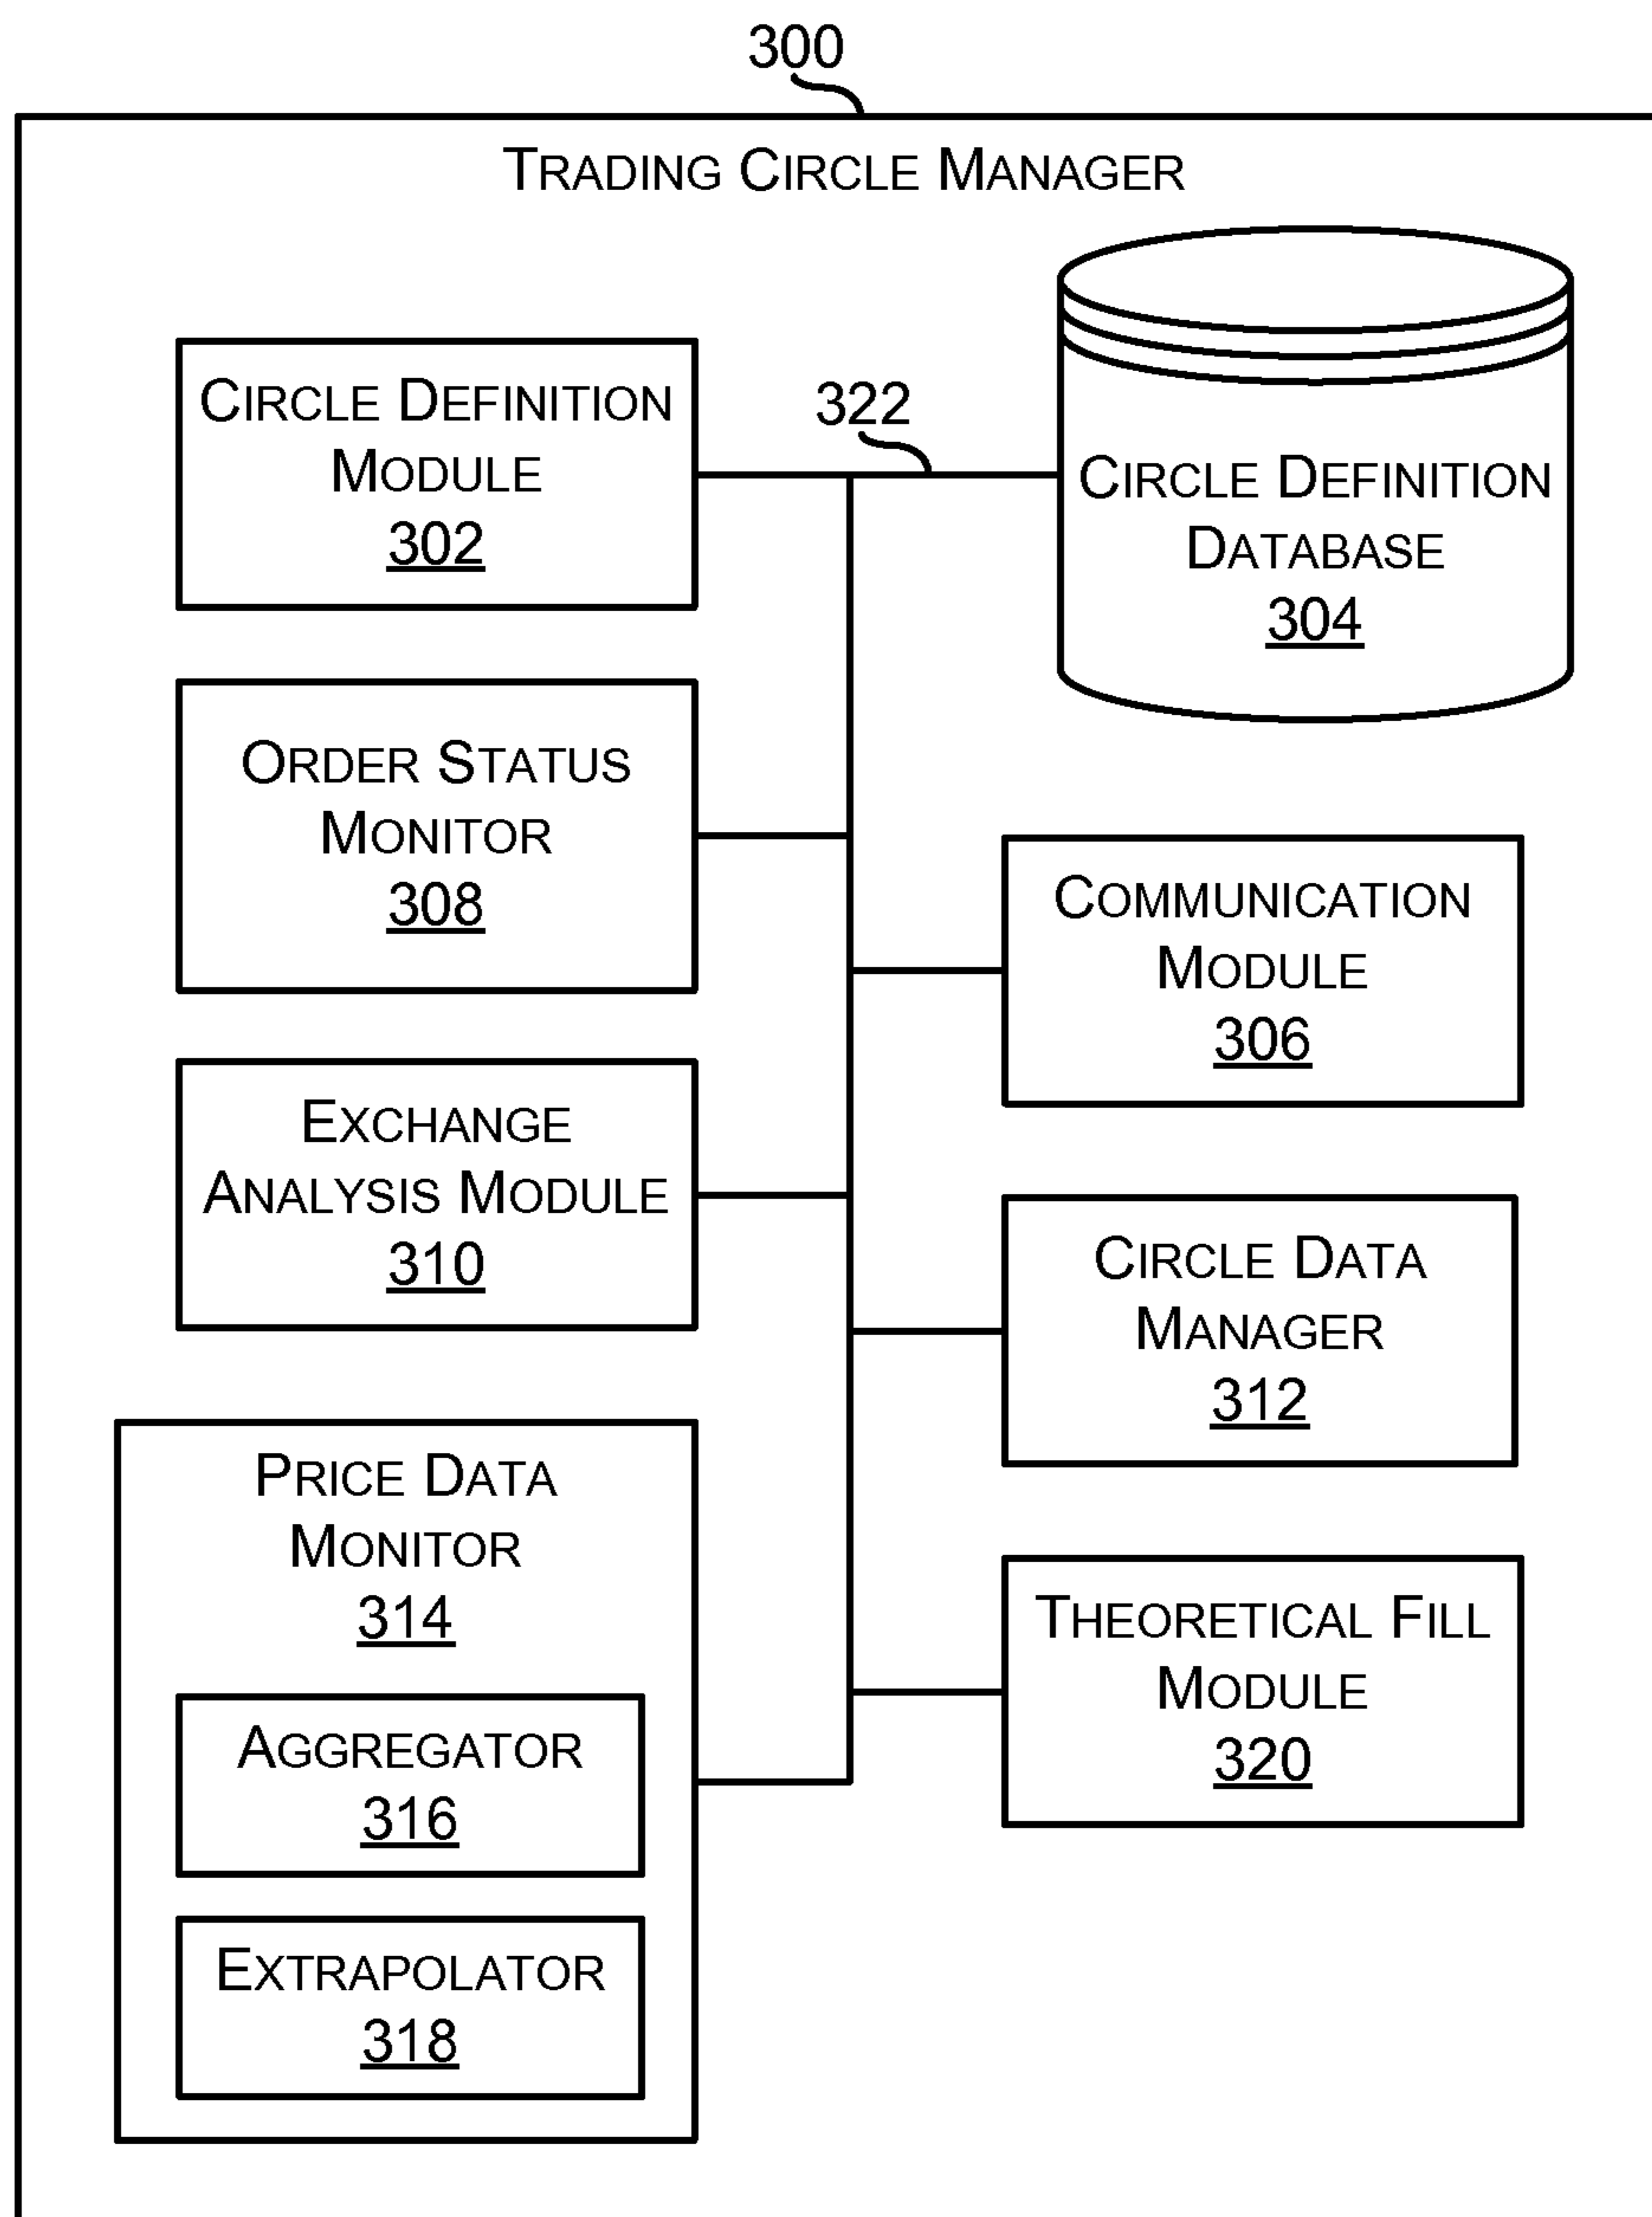 300
TRADING CIRCLE MANAGER
CIRCLE DEFINITION
MODULE
302
322
CIRCLE DEFINITION
DATABASE
304
ORDER STATUS
MONITOR
308
COMMUNICATION
MODULE
306
EXCHANGE
ANALYSIS MODULE
310
CIRCLE DATA
MANAGER
312
PRICE DATA
MONITOR
314
THEORETICAL FILL
MODULE
320
AGGREGATOR
316
EXTRAPOLATOR
318